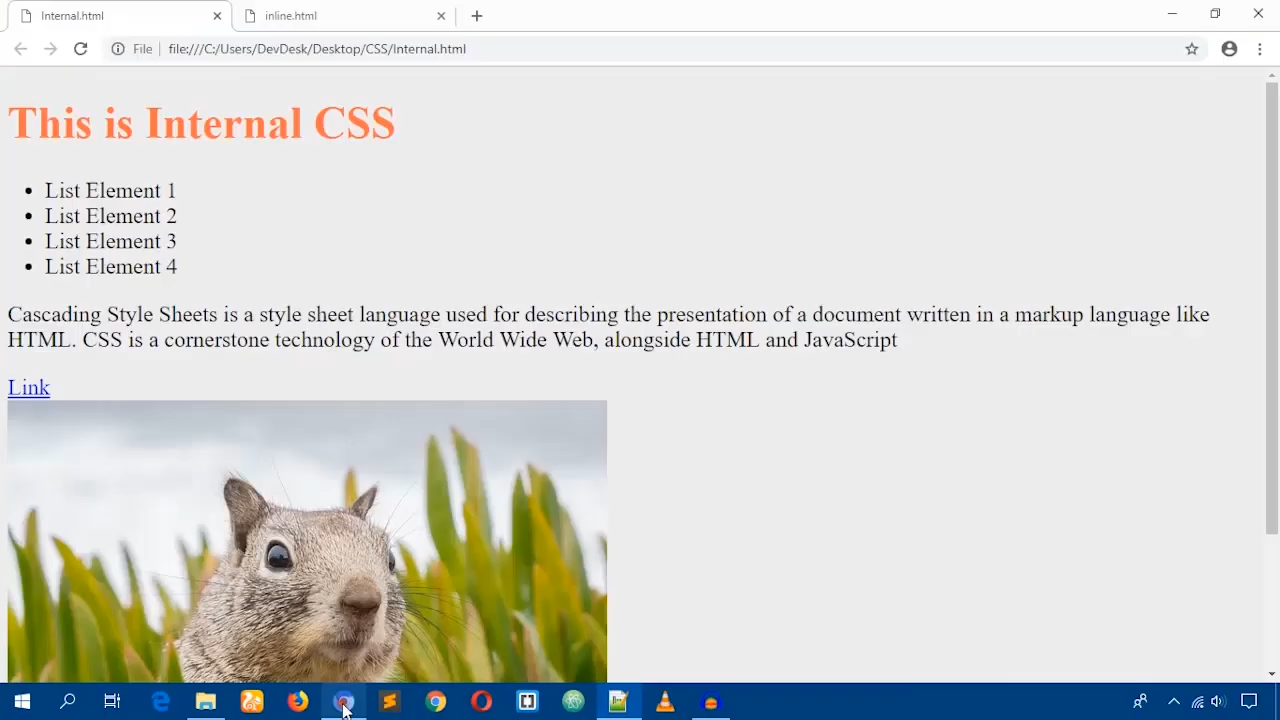 Internal.html
inline.html
File
file:///C:/Users/DevDesk/Desktop/CSS/Internal.html
This is Internal CSS
List Element 1
List Element 2
List Element 3
List Element 4
Cascading Style Sheets is a style sheet language used for describing the presentation of a document written in a markup language like
HTML. CSS is a cornerstone technology of the World Wide Web, alongside HTML and JavaScript
Link